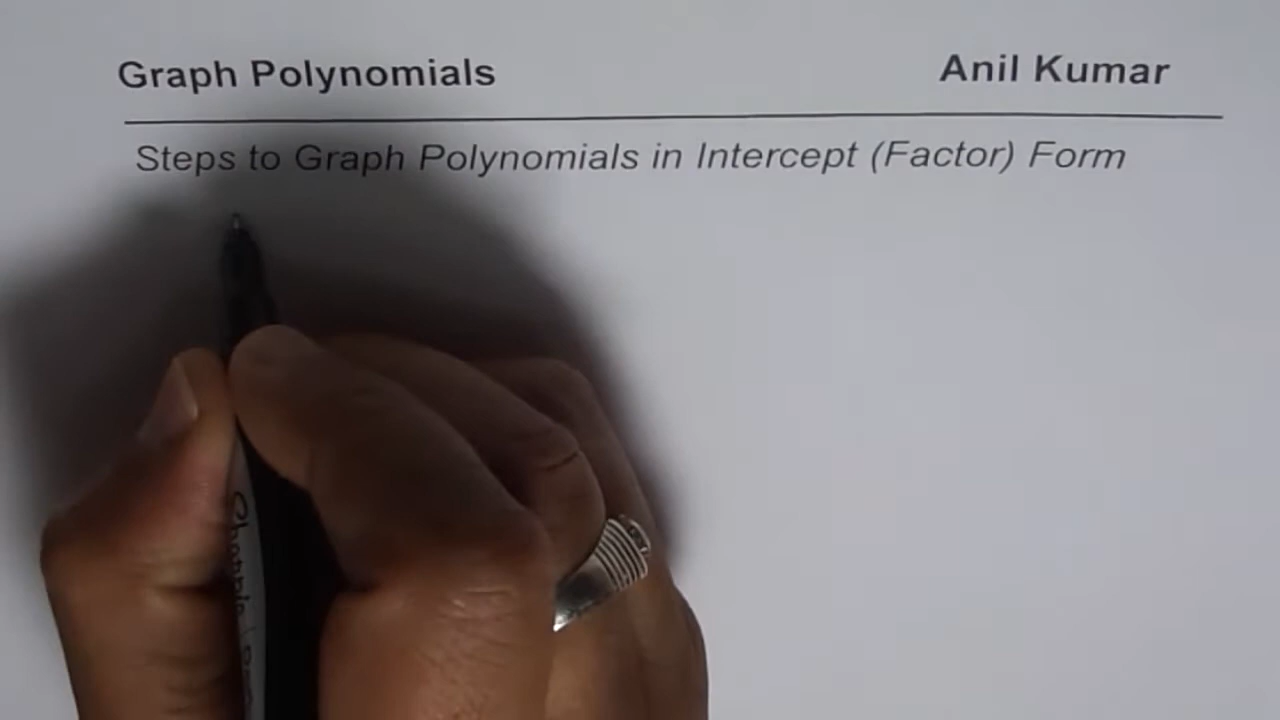 Graph Polynomials Anil Kumar
Steps to Graph Polynomials in Intercept (Factor) Form